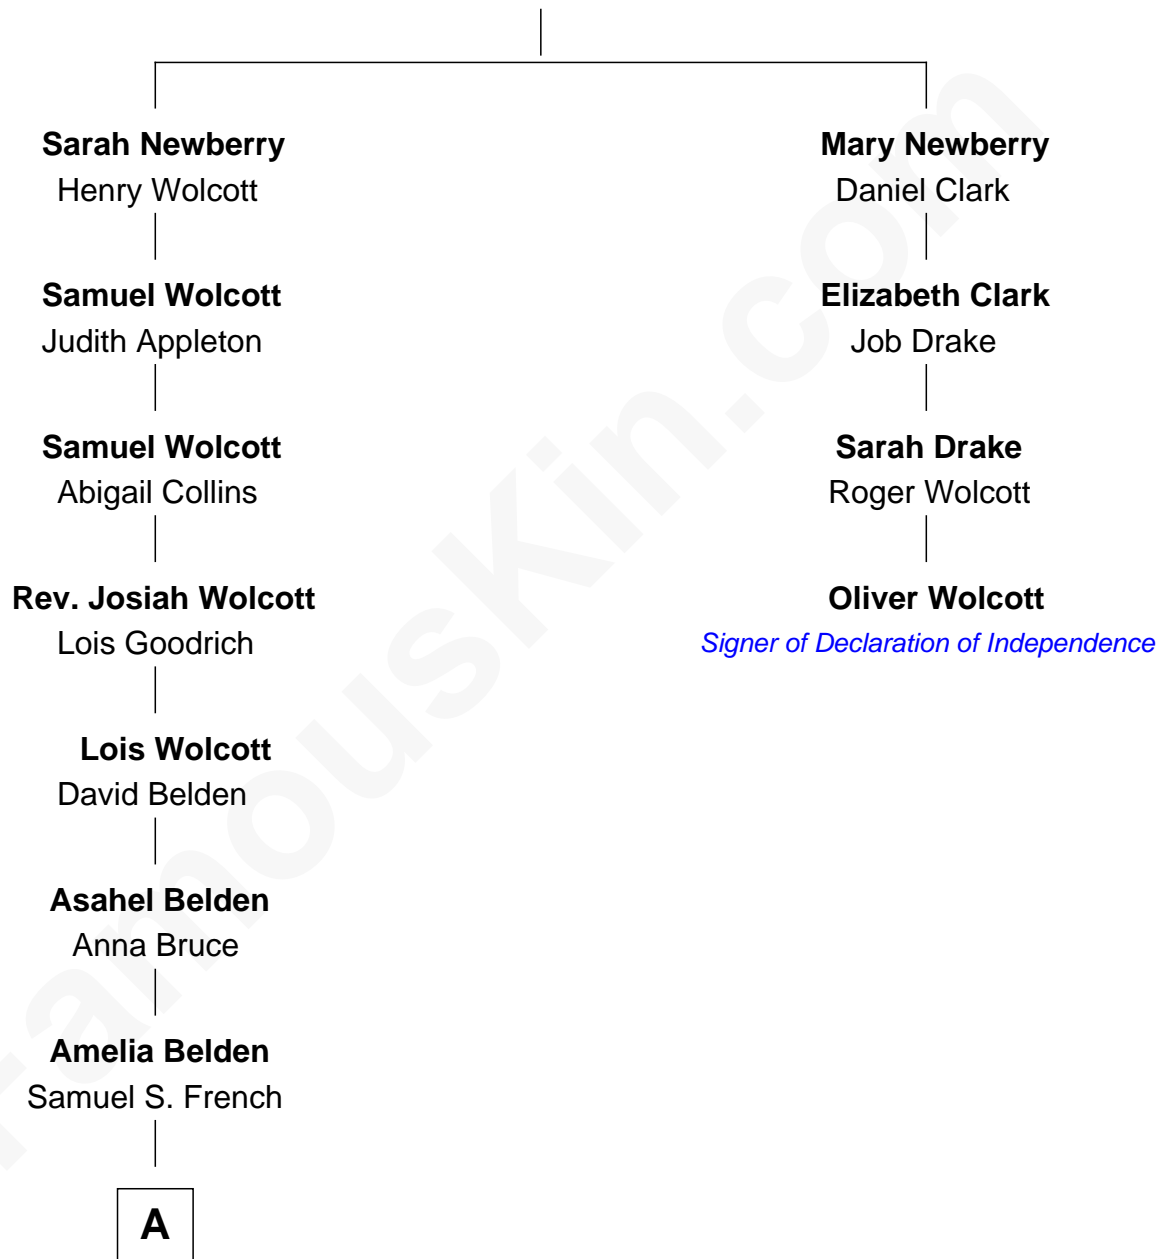 Sarah Newberry
Henry Wolcott
Samuel Wolcott
Judith Appleton
Samuel Wolcott
Abigail Collins
Rev. Josiah Wolcott
Lois Goodrich
Lois Wolcott
David Belden
Asahel Belden
Anna Bruce
Amelia Belden
Samuel S. French
A
Mary Newberry
Daniel Clark
Elizabeth Clark
Job Drake
Sarah Drake
Roger Wolcott
Oliver Wolcott
Signer of Declaration of Independence
FamousKin.com